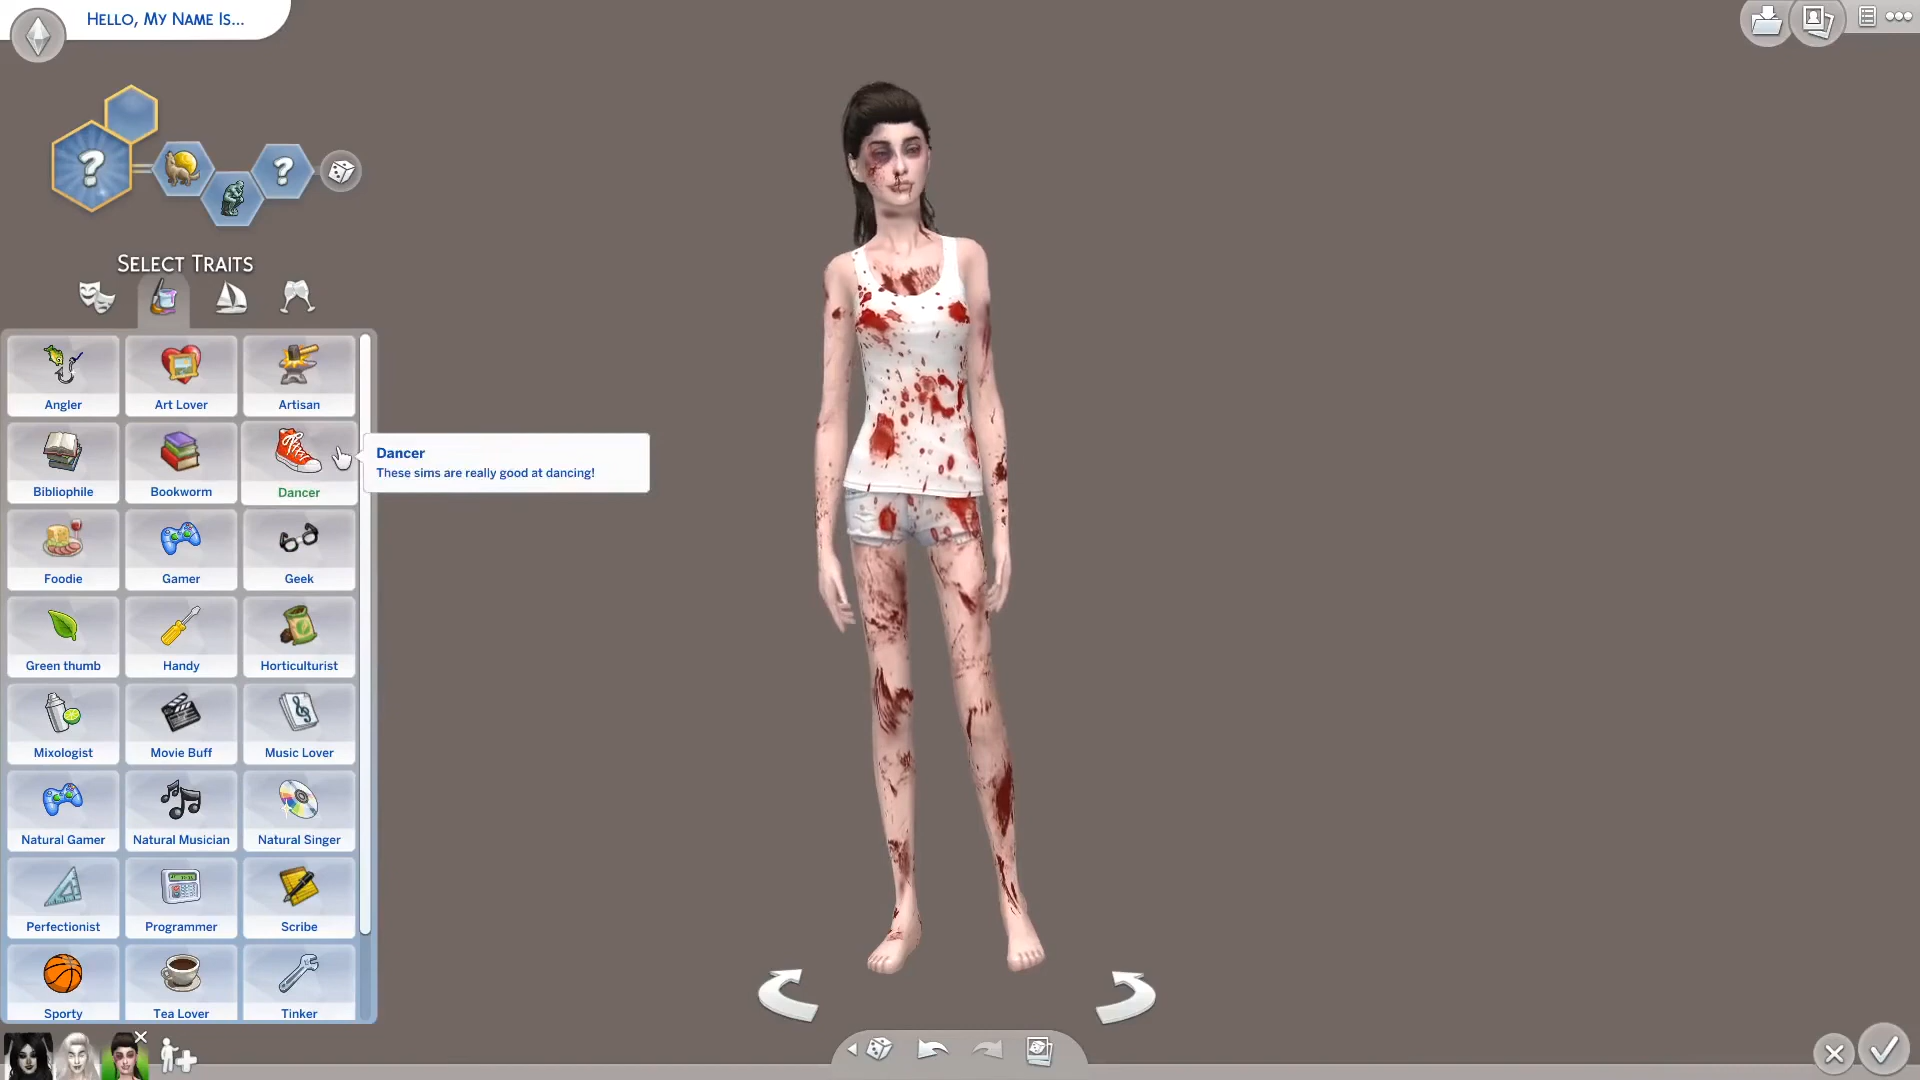 Hello, My Name Is...
?
?
Select Traits
Angler
Art Lover
Artisan
Bibliophile
Bookworm
Dancer
Dancer
These sims are really good at dancing!
Foodie
Gamer
Geek
Green thumb
Handy
Horticulturist
Mixologist
Movie Buff
Music Lover
Natural Gamer
Natural Musician
Natural Singer
Perfectionist
Programmer
Scribe
Sporty
Tea Lover
Tinker